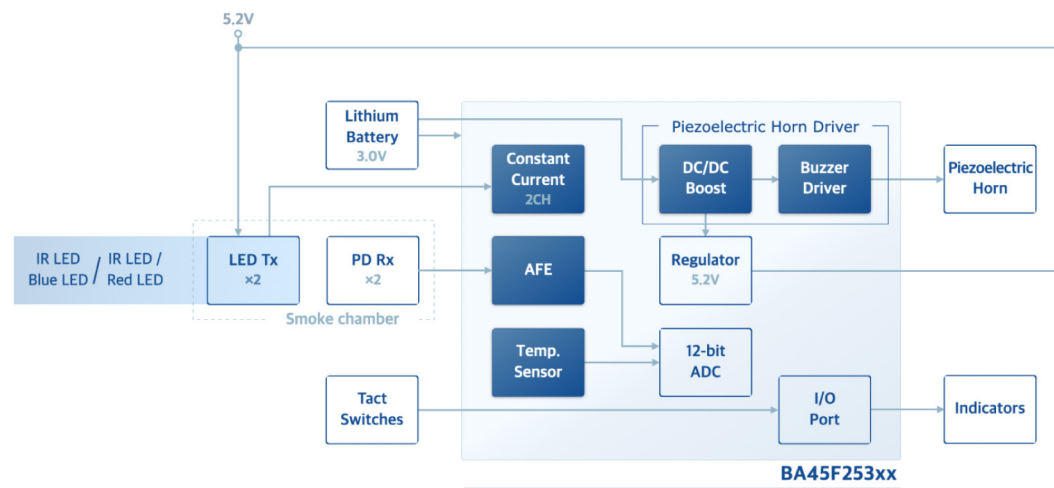 5.2V
Lithium
Battery
3.0V
Piezoelectric Horn Driver
Constant
Current
2CH
DC/DC
Boost
Buzzer
Driver
Piezoelectric
Horn
IR LED
Blue LED
/
IR LED /
Red LED
LED Tx
×2
PD Rx
×2
Smoke chamber
AFE
Regulator
5.2V
Temp.
Sensor
12-bit
ADC
Tact
Switches
I/O
Port
Indicators
BA45F253xx